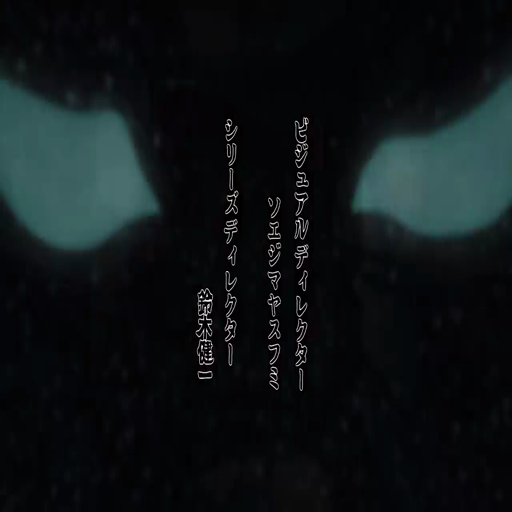 ビジュアルディレクター
ソエジマヤスフミ
シリーズディレクター
鈴木健一